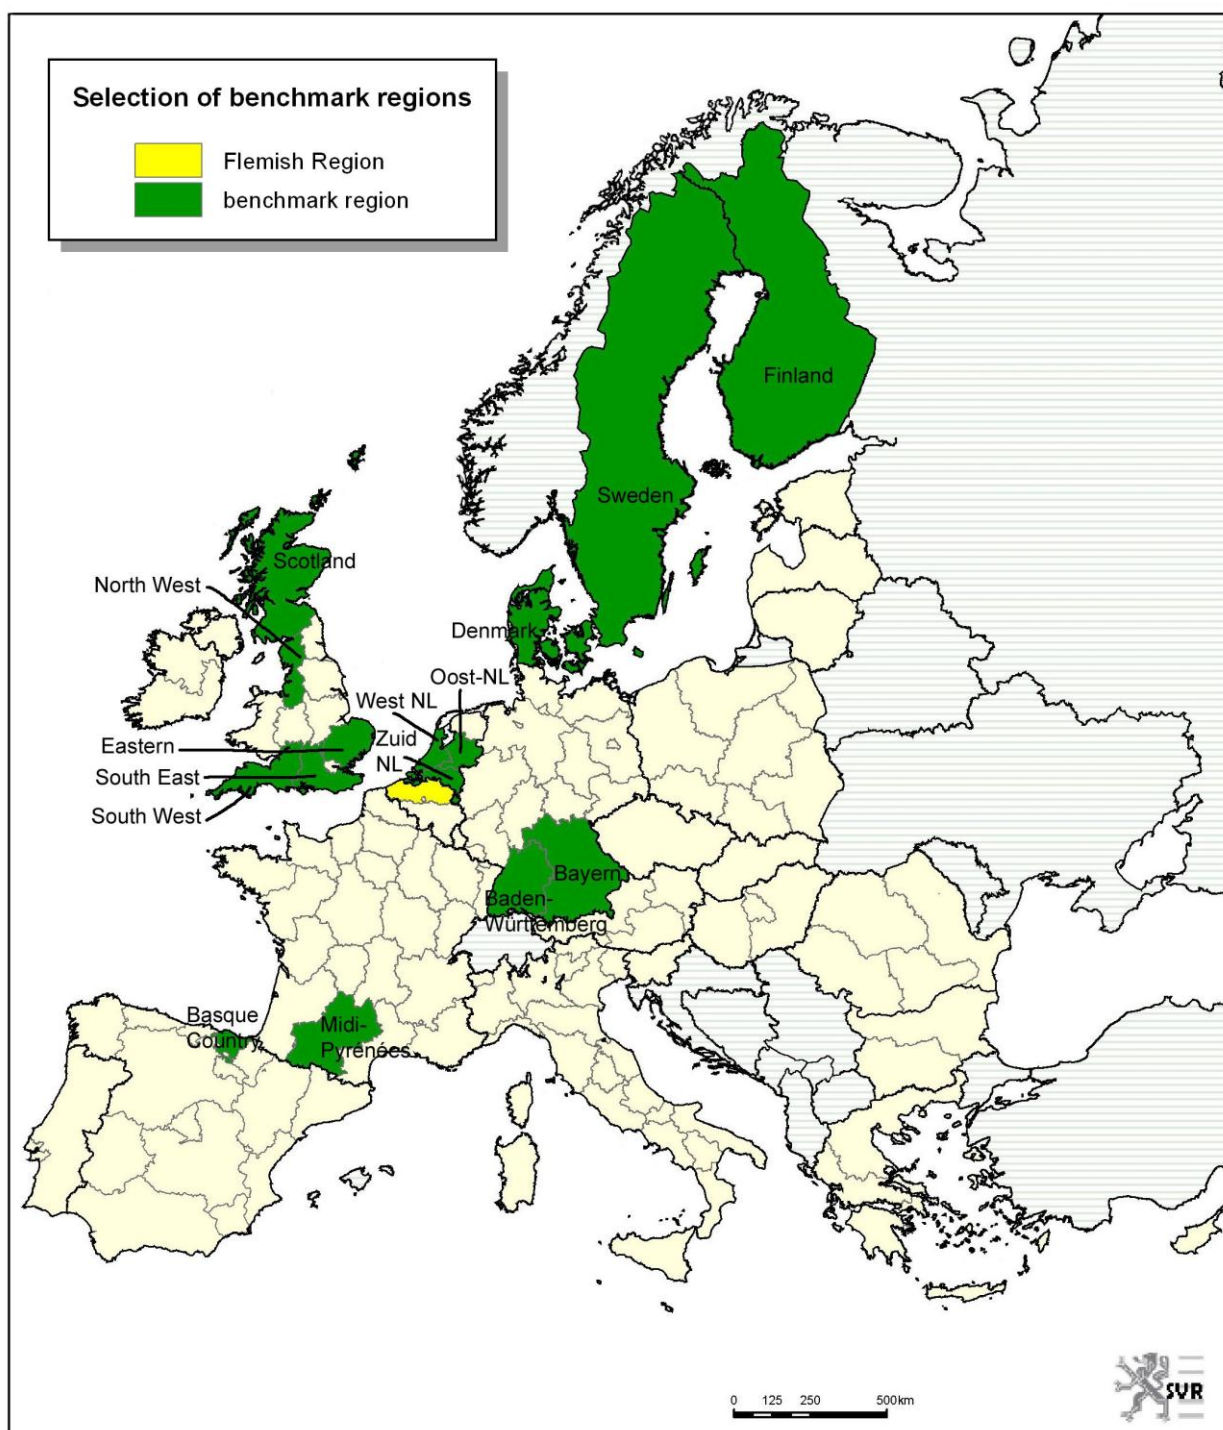 Selection of benchmark regions
Flemish Region
benchmark region
Finland
Sweden
Scotland
North West
Denmark
Oost-NL
West NL
Zuid
NL
Eastern
South East
South West
Bayern
Baden-
Württemberg
Basque
Country
Midi-
Pyrénées
0 125 250 500km
SVR